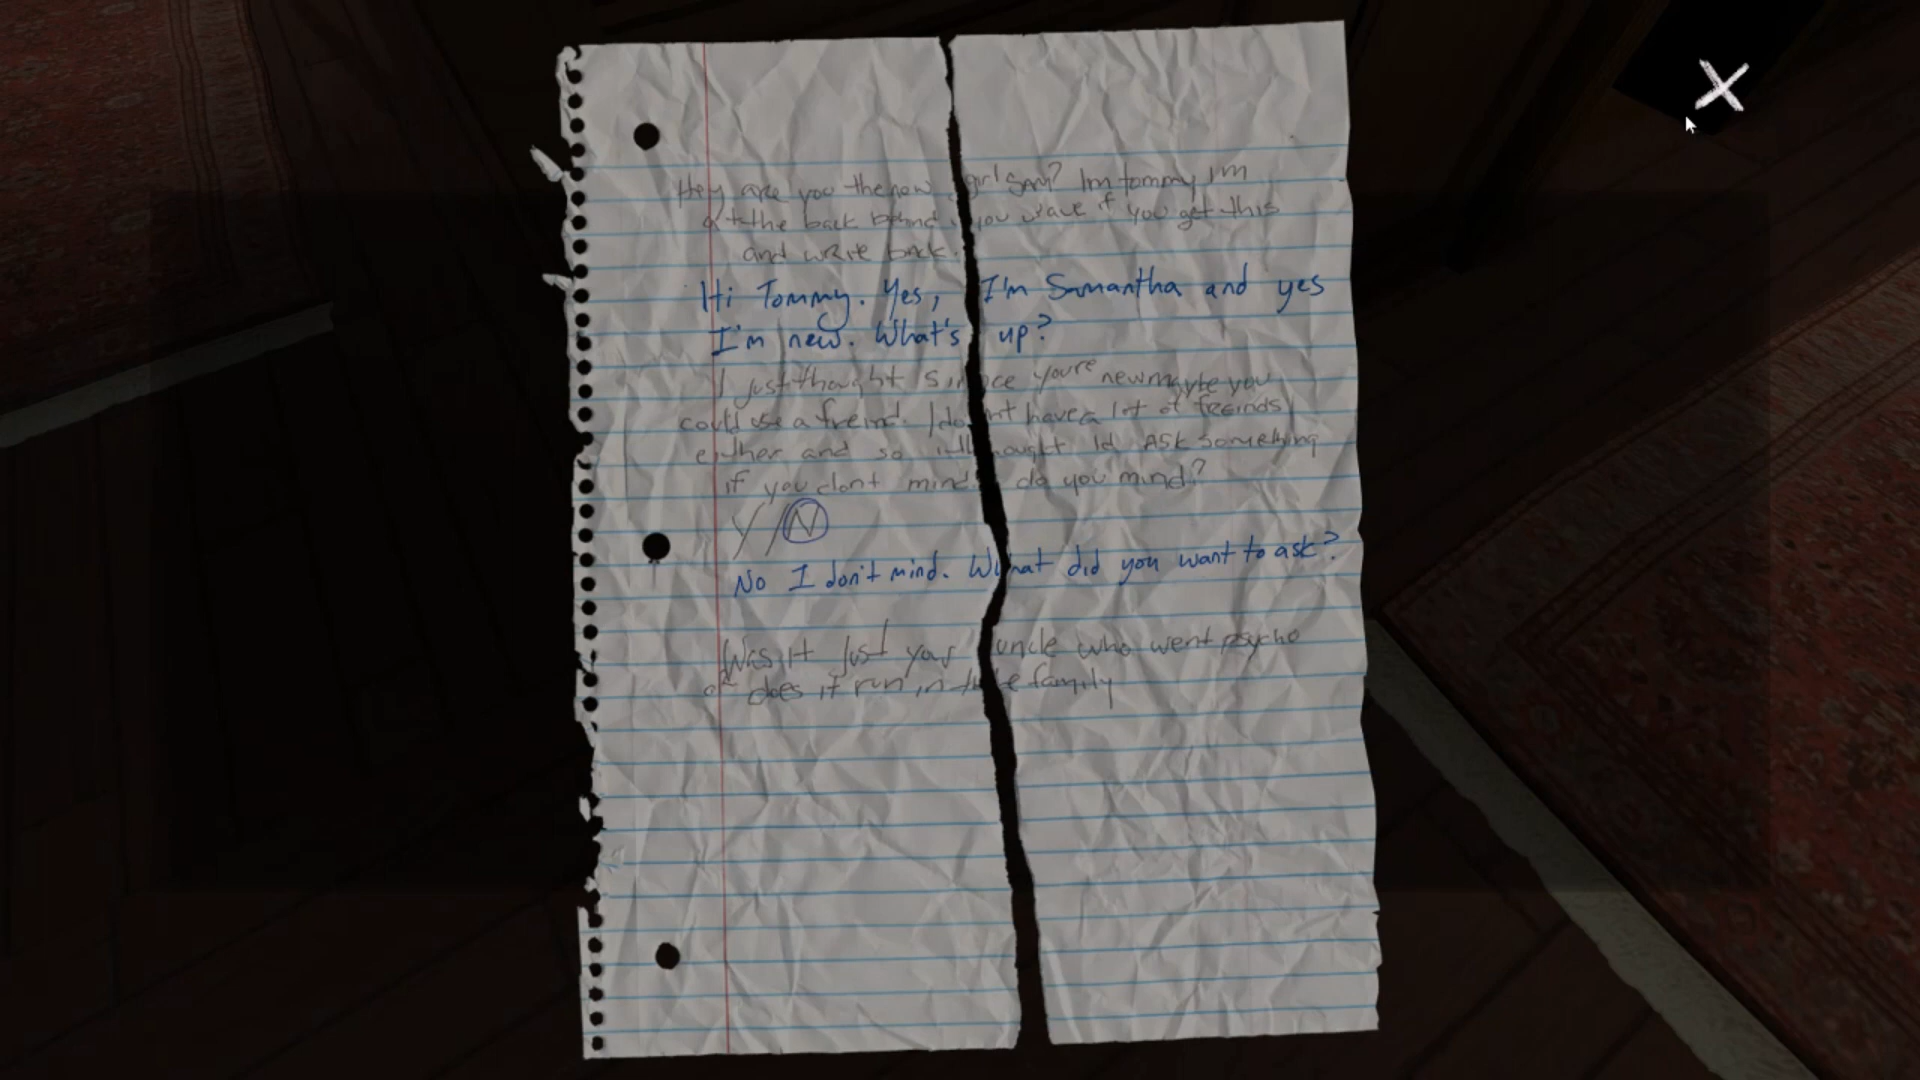 Hey are you the new girl Sam? Im tommy Im
at the back behind you wave if you get this
and write back.
Hi Tommy. Yes, I'm Samantha and yes
I'm new. What's up?
I just thought since youre new maybe you
could use a freind. I dont have a lot of freinds
either and so i thought Id ASk something
if you dont mind. do you mind?
Y/N
No I don't mind. What did you want to ask?
Was it just your uncle who went psycho
or does it run in the family